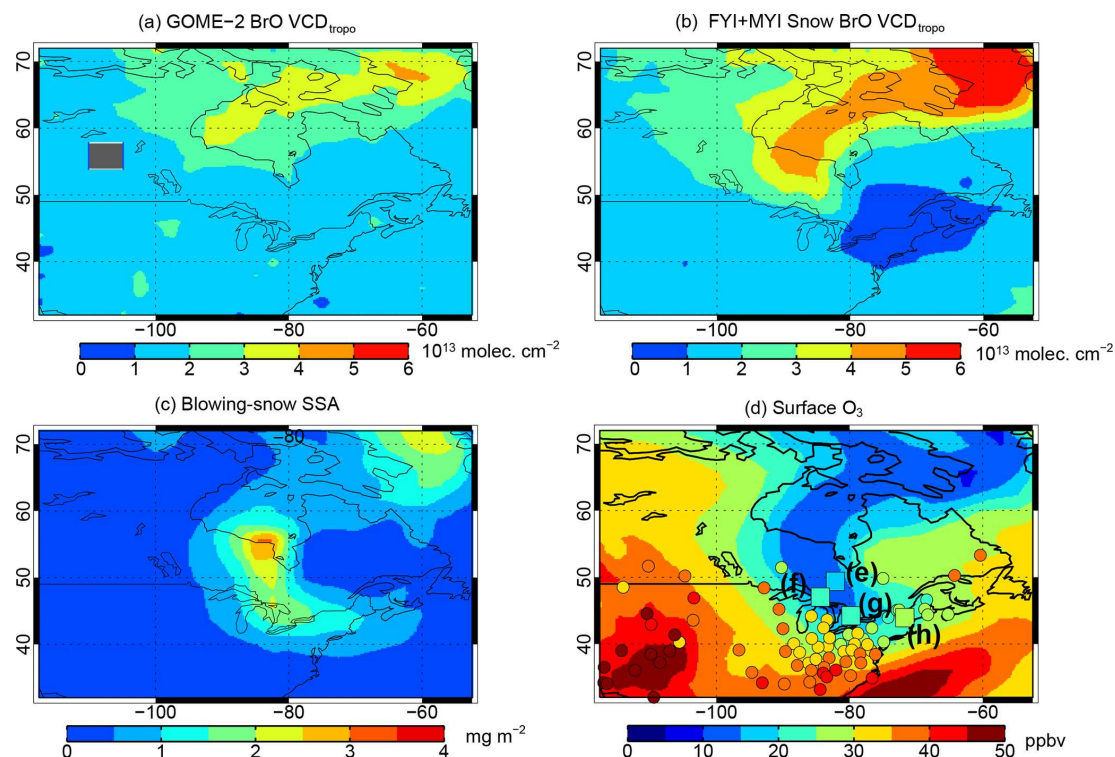 (a) GOME−2 BrO VCDtropo
70
60
50
40
−100 −80 −60
0 1 2 3 4 5 6 10¹³ molec. cm⁻²
(b) FYI+MYI Snow BrO VCDtropo
70
60
50
40
−100 −80 −60
0 1 2 3 4 5 6 10¹³ molec. cm⁻²
(c) Blowing−snow SSA
−80
70
60
50
40
−100 −80 −60
0 1 2 3 4
mg m⁻²
(d) Surface O₃
70
60
50
40
(e)
(f)
(g)
(h)
−100 −80 −60
0 10 20 30 40 50 ppbv